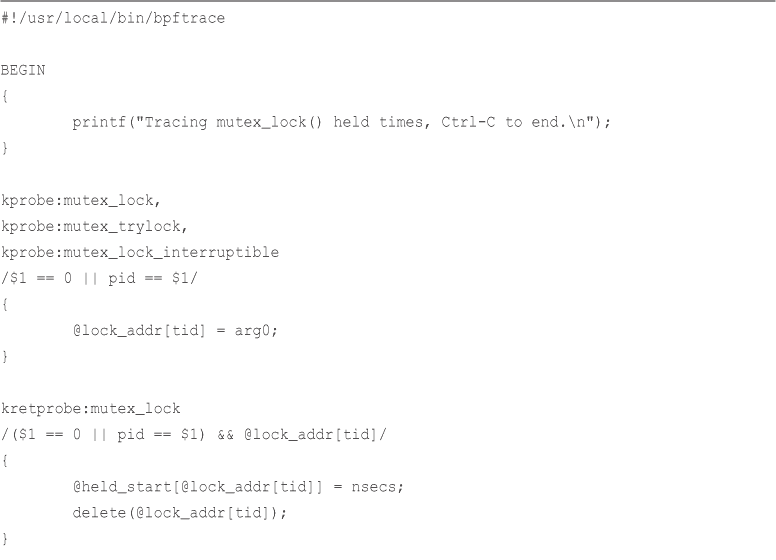 #!/usr/local/bin/bpftrace
BEGIN
{
        printf("Tracing mutex_lock() held times, Ctrl-C to end.\n");
}
kprobe:mutex_lock,
kprobe:mutex_trylock,
kprobe:mutex_lock_interruptible
/$1 == 0 || pid == $1/
{
        @lock_addr[tid] = arg0;
}
kretprobe:mutex_lock
/($1 == 0 || pid == $1) && @lock_addr[tid]/
{
        @held_start[@lock_addr[tid]] = nsecs;
        delete(@lock_addr[tid]);
}